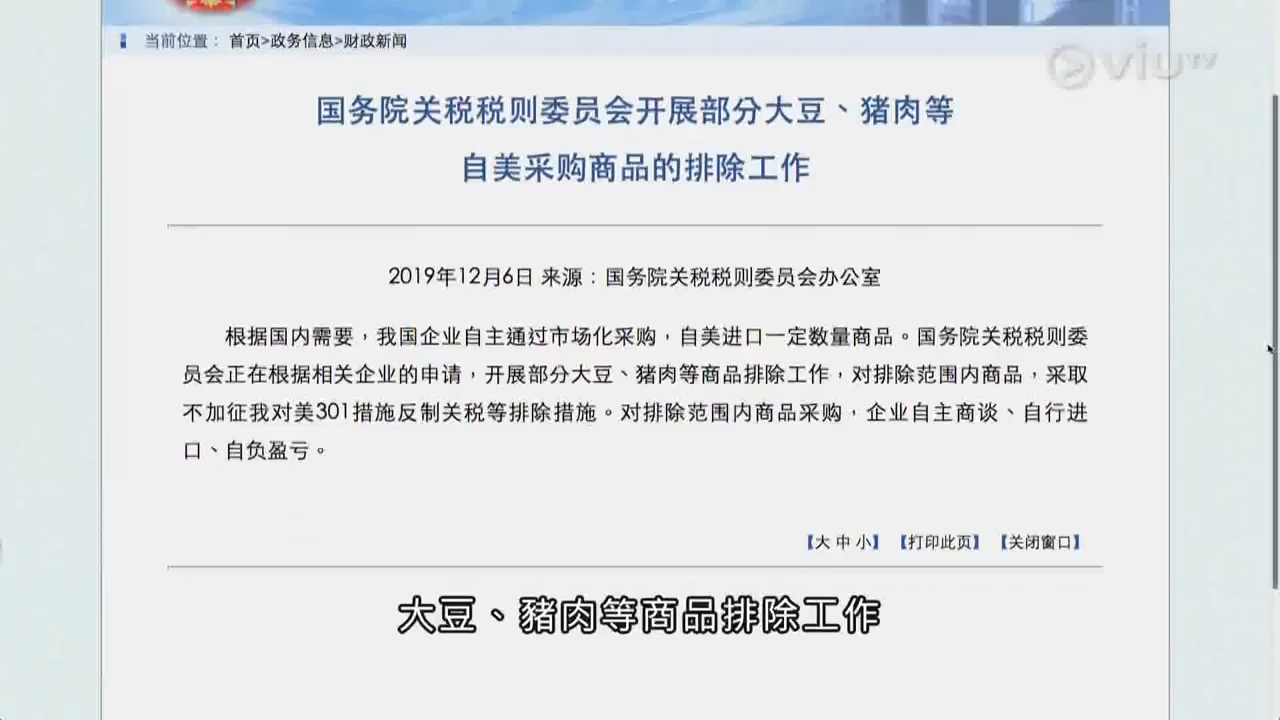 当前位置：首页>政务信息>财政新闻
viuTV
国务院关税税则委员会开展部分大豆、猪肉等
自美采购商品的排除工作
2019年12月6日 来源：国务院关税税则委员会办公室
根据国内需要，我国企业自主通过市场化采购，自美进口一定数量商品。国务院关税税则委
员会正在根据相关企业的申请，开展部分大豆、猪肉等商品排除工作，对排除范围内商品，采取
不加征我对美301措施反制关税等排除措施。对排除范围内商品采购，企业自主商谈、自行进
口、自负盈亏。
【大 中 小】 【打印此页】 【关闭窗口】
大豆、豬肉等商品排除工作